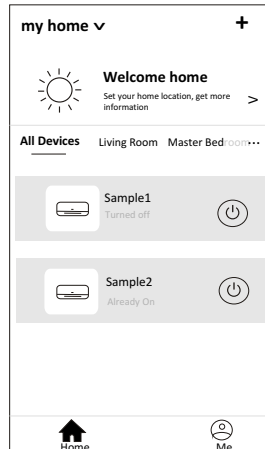 my home
+
Welcome home
Set your home location, get more
information
>
All Devices Living Room Master Bedroom ...
Sample1
Turned off
Sample2
Already On
Home Me